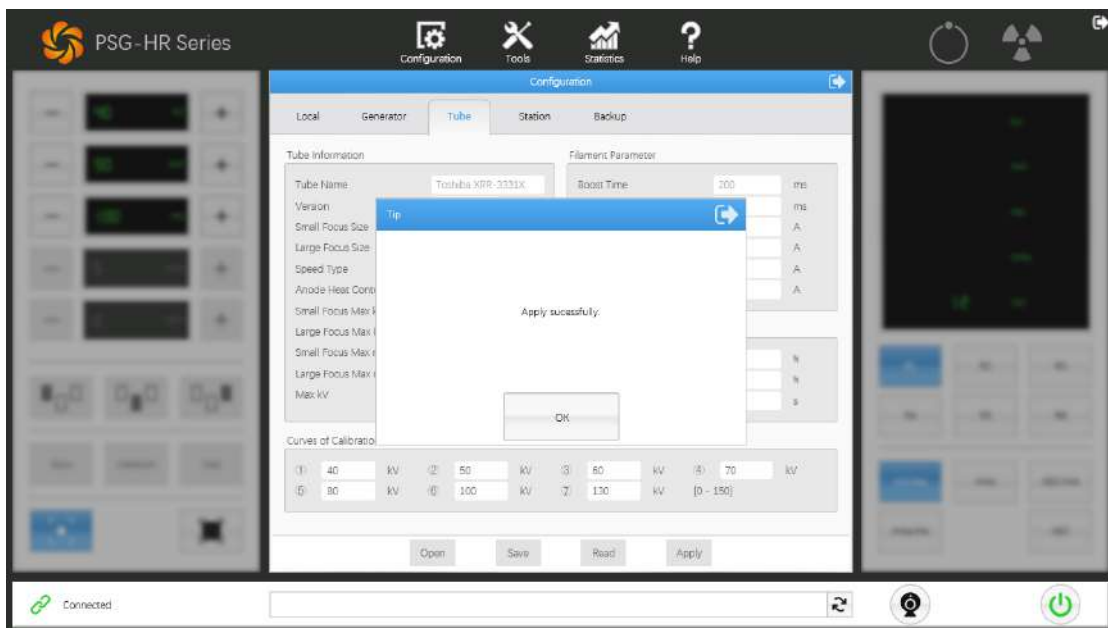 PSG-HR Series
Configuration
Tools
Statistics
Help
Configuration
Local
Generator
Tube
Station
Backup
Tube Information
Filament Parameter
Tube Name
Toshiba XRR-3331X
Boost Time
200
ms
Version
ms
Small Focus Size
A
Large Focus Size
A
Speed Type
A
Anode Heat
A
Small Focus Max
Large Focus Max
Small Focus Max
%
Large Focus Max
%
Max kV
s
Tip
Apply sucessfully.
OK
Curves of Calibration
① 40 kV ② 50 kV ③ 60 kV ④ 70 kV
⑤ 80 kV ⑥ 100 kV ⑦ 130 kV [0 - 150]
Open
Save
Read
Apply
Connected